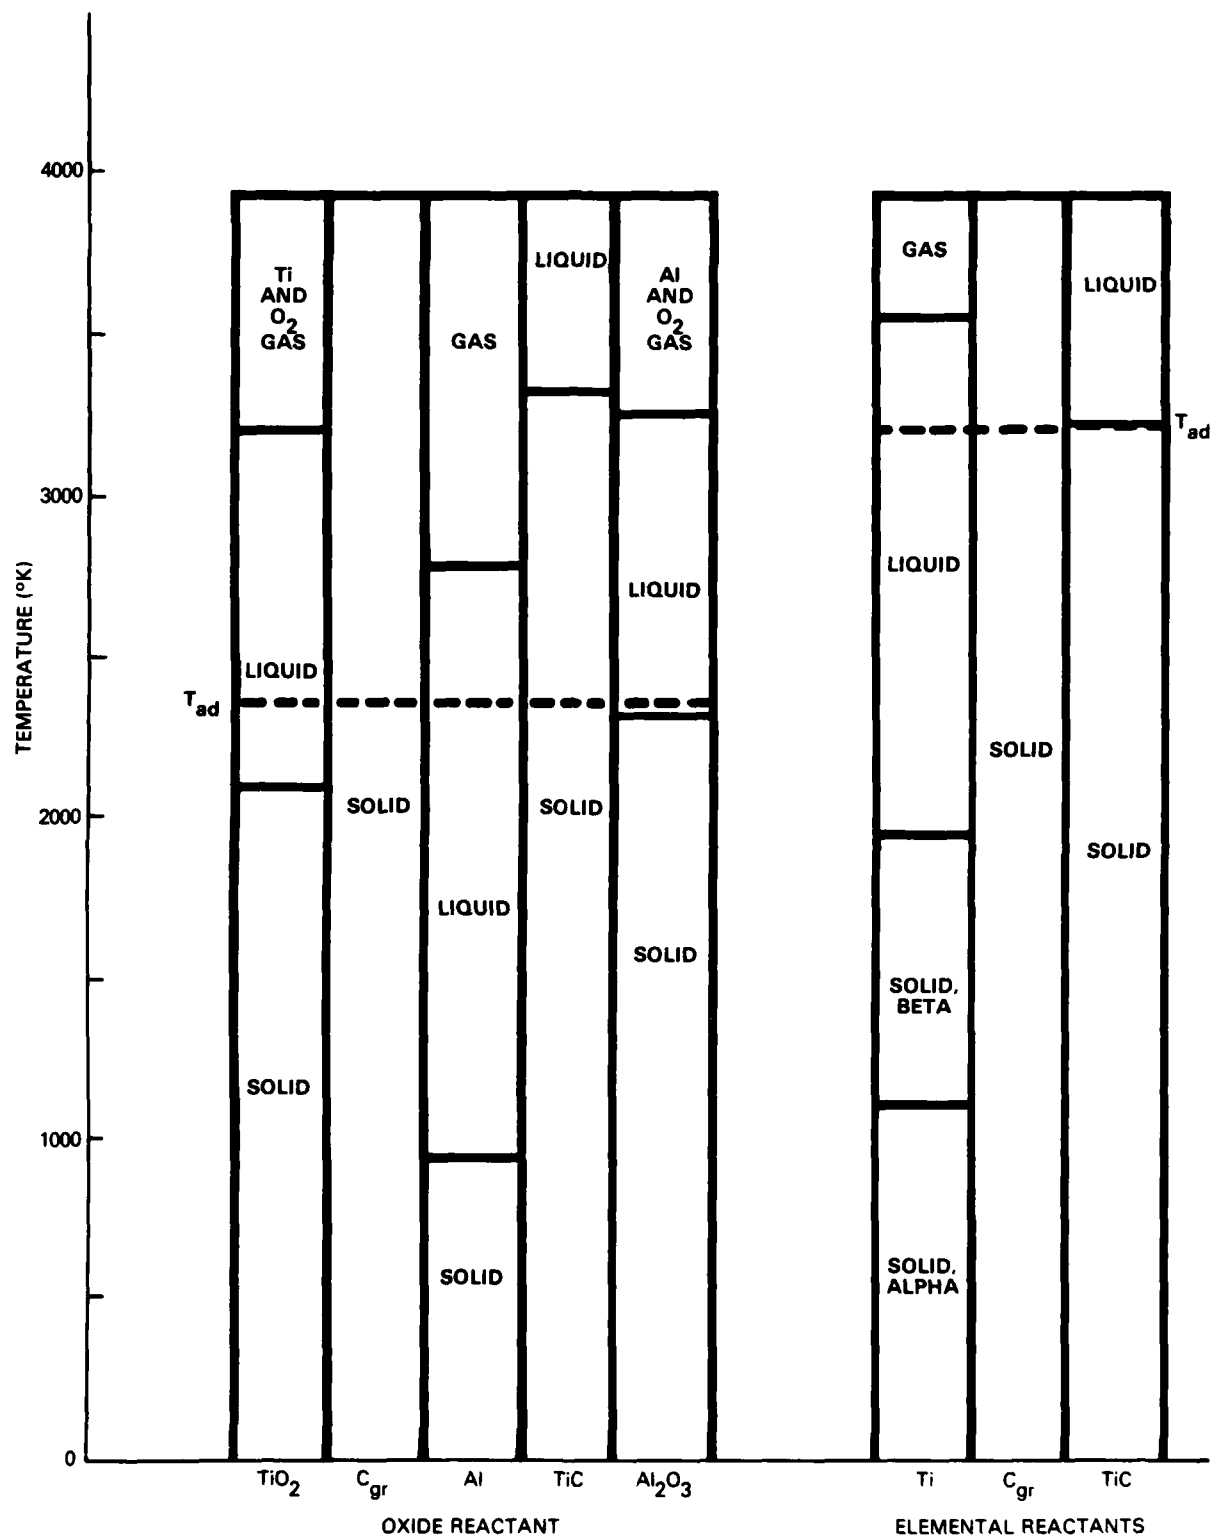 4000
3000
2000
1000
0
TEMPERATURE (°K)
Ti
AND
O2
GAS
LIQUID
SOLID
SOLID
GAS
LIQUID
SOLID
LIQUID
SOLID
Al
AND
O2
GAS
LIQUID
SOLID
Tad
GAS
LIQUID
SOLID,
BETA
SOLID,
ALPHA
SOLID
LIQUID
SOLID
Tad
TiO2 Cgr Al TiC Al2O3
Ti Cgr TiC
OXIDE REACTANT
ELEMENTAL REACTANTS